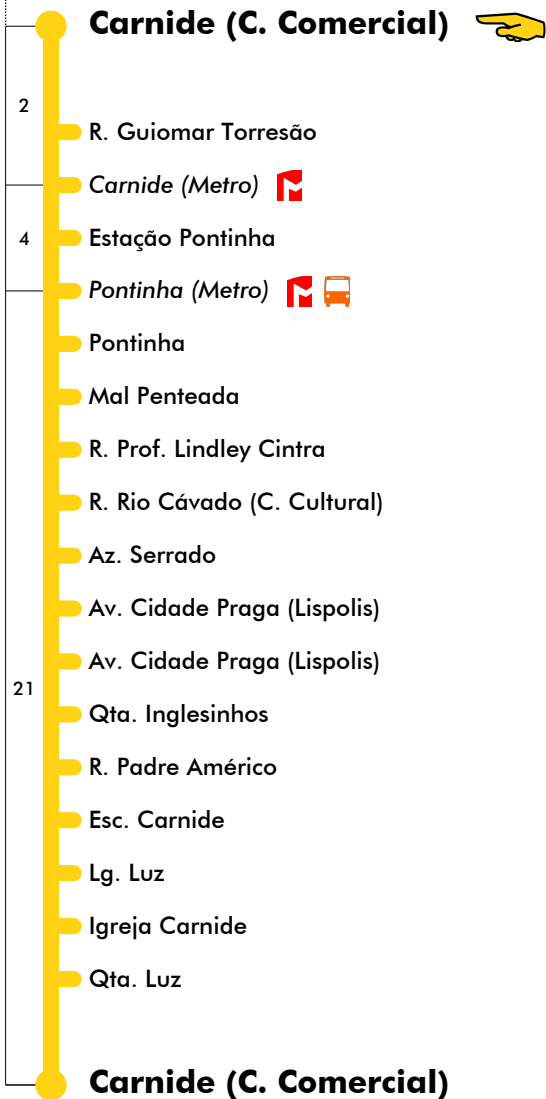 Carnide (C. Comercial)
2
R. Guiomar Torresão
Carnide (Metro)
4
Estação Pontinha
Pontinha (Metro)
Pontinha
Mal Penteada
R. Prof. Lindley Cintra
R. Rio Cávado (C. Cultural)
Az. Serrado
Av. Cidade Praga (Lispolis)
Av. Cidade Praga (Lispolis)
21
Qta. Inglesinhos
R. Padre Américo
Esc. Carnide
Lg. Luz
Igreja Carnide
Qta. Luz
Carnide (C. Comercial)